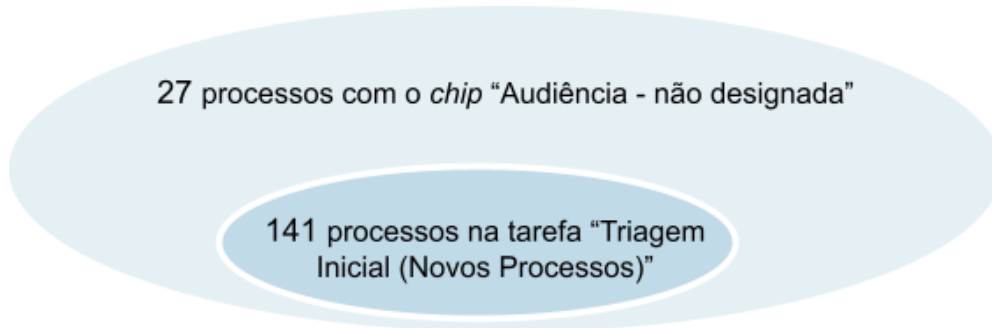 27 processos com o chip “Audiência - não designada”
141 processos na tarefa “Triagem
Inicial (Novos Processos)”